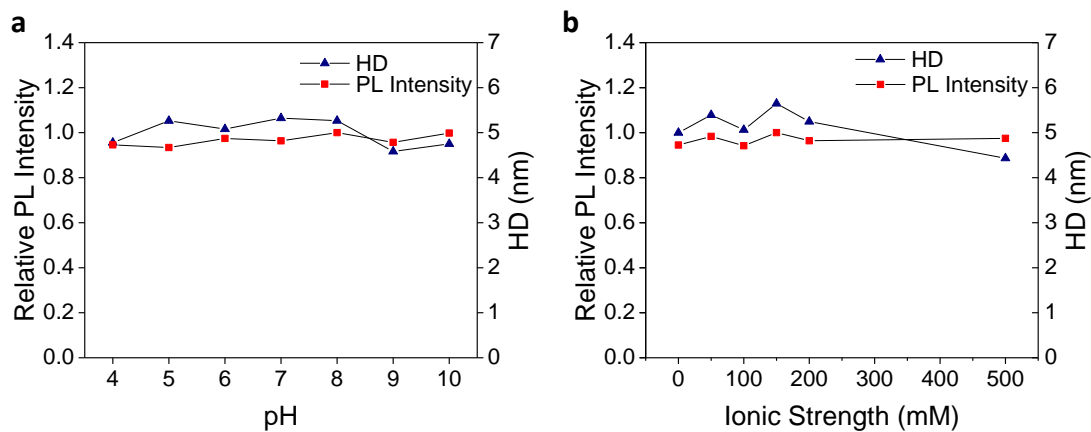 a
HD
PL Intensity
Relative PL Intensity
1.4
1.2
1.0
0.8
0.6
0.4
0.2
0.0
7
6
5
4
3
2
1
0
HD (nm)
4 5 6 7 8 9 10
pH
b
HD
PL Intensity
Relative PL Intensity
1.4
1.2
1.0
0.8
0.6
0.4
0.2
0.0
7
6
5
4
3
2
1
0
HD (nm)
0 100 200 300 400 500
Ionic Strength (mM)